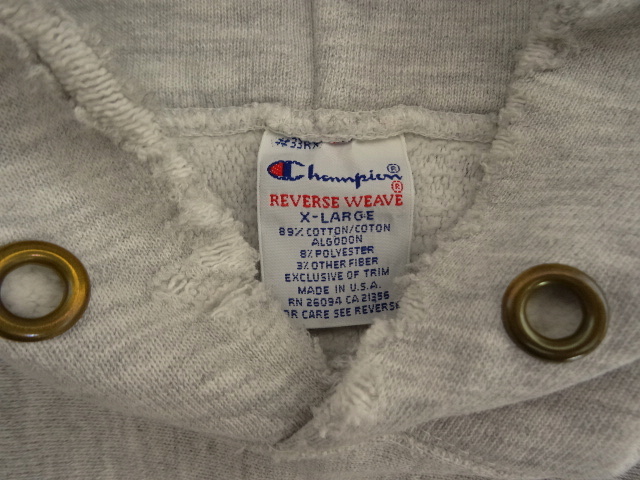 Champion®
REVERSE WEAVE®
X-LARGE
89% COTTON/COTON
ALGODON
8% POLYESTER
3% OTHER FIBER
EXCLUSIVE OF TRIM
MADE IN U.S.A.
RN 26094 CA 21356
OR CARE SEE REVERSE